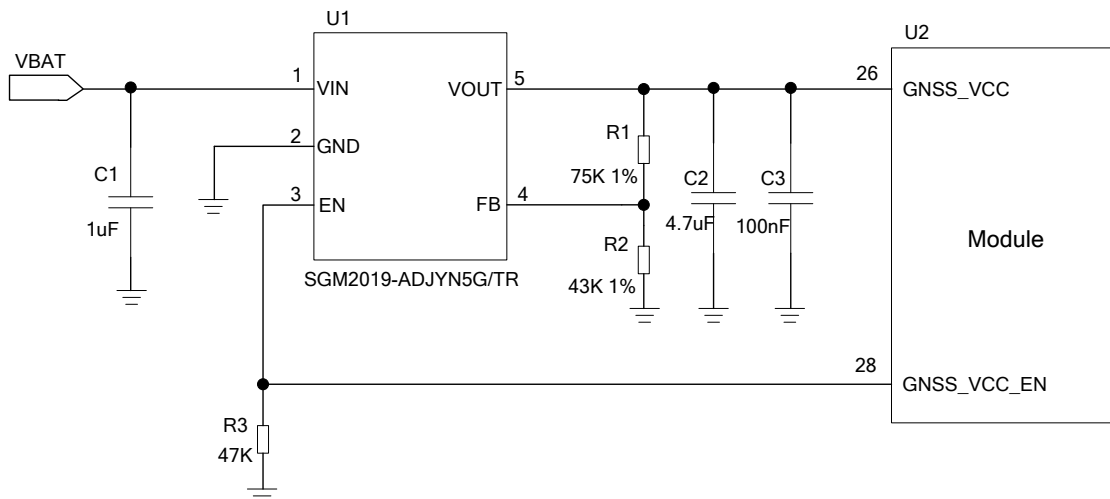 U1
U2
VBAT
1
VIN
VOUT
5
26
GNSS_VCC
2
GND
R1
75K 1%
C1
1uF
3
EN
FB
4
C2
4.7uF
C3
100nF
R2
43K 1%
Module
SGM2019-ADJYN5G/TR
28
GNSS_VCC_EN
R3
47K